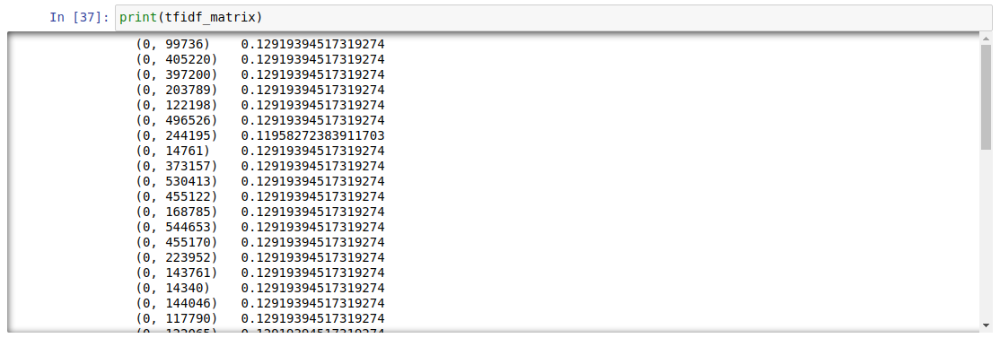 In [37]: print(tfidf_matrix)
(0, 99736) 0.12919394517319274
(0, 405220) 0.12919394517319274
(0, 397200) 0.12919394517319274
(0, 203789) 0.12919394517319274
(0, 122198) 0.12919394517319274
(0, 496526) 0.12919394517319274
(0, 244195) 0.11958272383911703
(0, 14761) 0.12919394517319274
(0, 373157) 0.12919394517319274
(0, 530413) 0.12919394517319274
(0, 455122) 0.12919394517319274
(0, 168785) 0.12919394517319274
(0, 544653) 0.12919394517319274
(0, 455170) 0.12919394517319274
(0, 223952) 0.12919394517319274
(0, 143761) 0.12919394517319274
(0, 14340) 0.12919394517319274
(0, 144046) 0.12919394517319274
(0, 117790) 0.12919394517319274